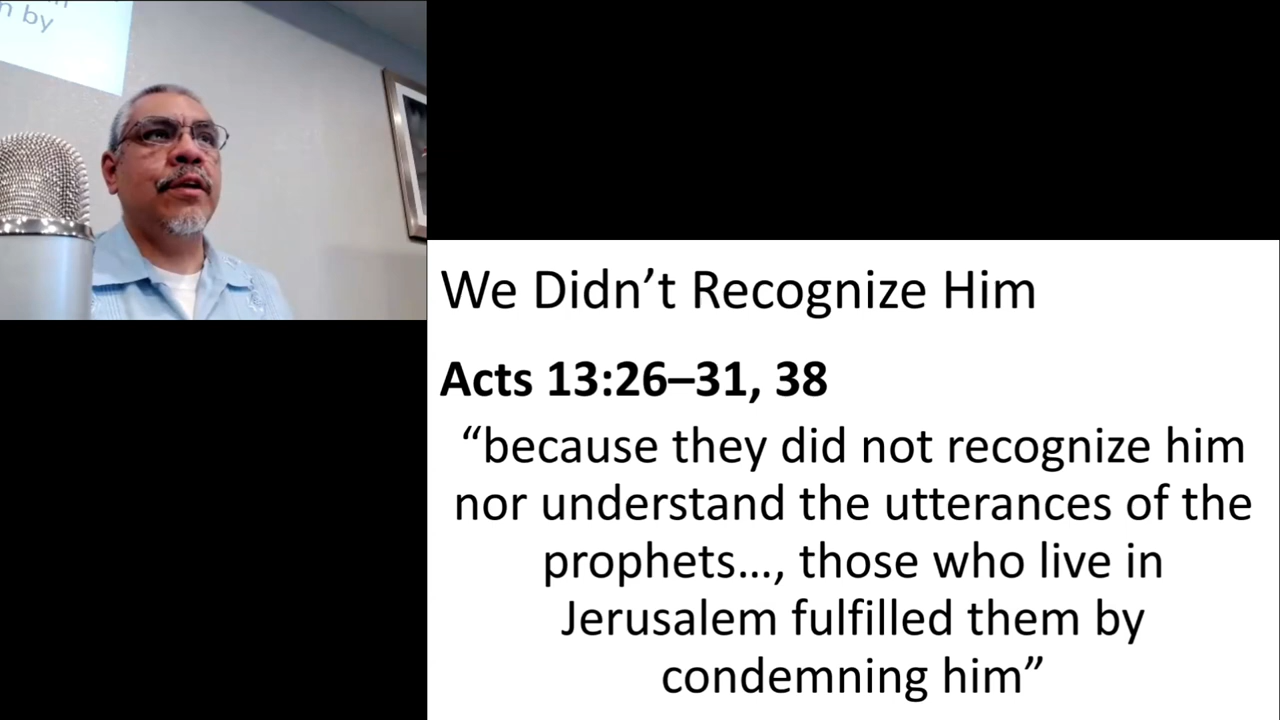 n by
We Didn’t Recognize Him
Acts 13:26–31, 38
“because they did not recognize him
nor understand the utterances of the
prophets…, those who live in
Jerusalem fulfilled them by
condemning him”